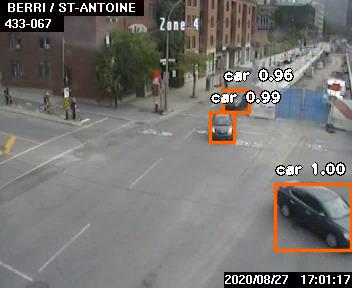 BERRI / ST-ANTOINE
433-067
Zone 4
car 0.96
car 0.99
car 1.00
2020/08/27 17:01:17